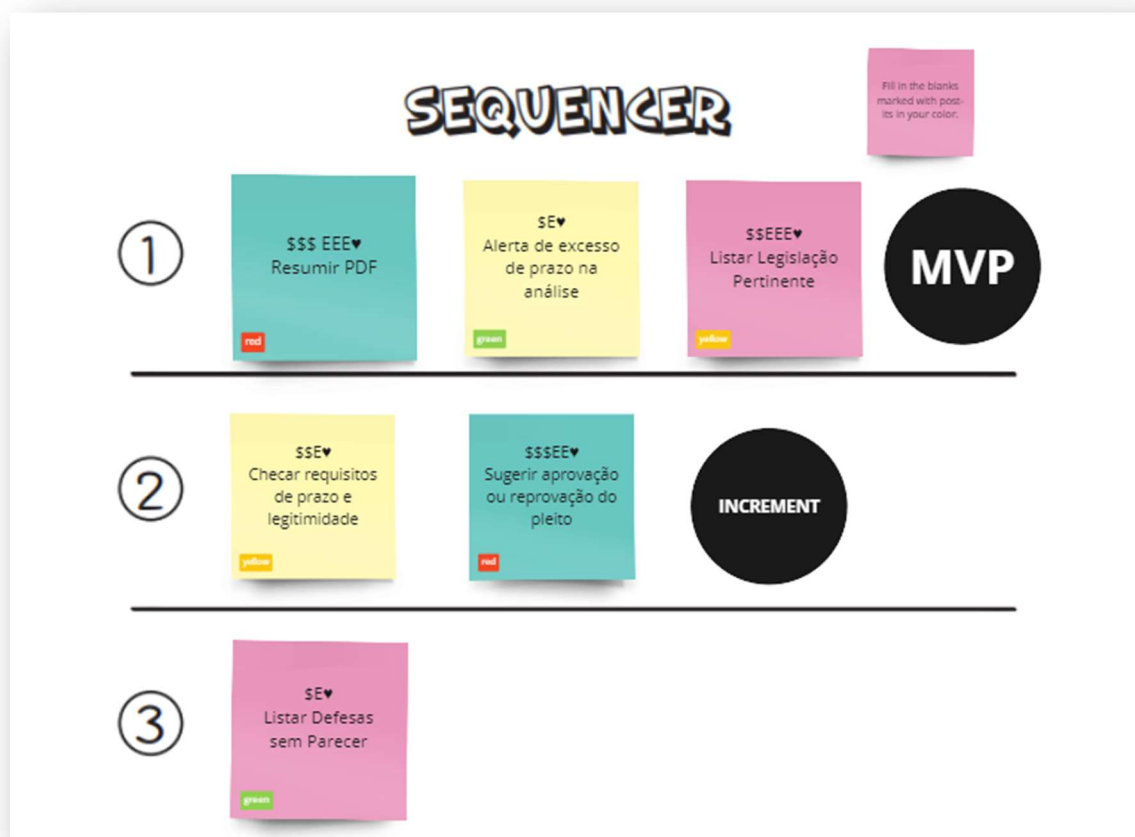 SEQUENCER
Fill in the blanks
marked with post-
its in your color.
1
$$$ EEE♥
Resumir PDF
red
$E♥
Alerta de excesso
de prazo na
análise
green
$$EEE♥
Listar Legislação
Pertinente
yellow
MVP
2
$$E♥
Checar requisitos
de prazo e
legitimidade
yellow
$$$EE♥
Sugerir aprovação
ou reprovação do
pleito
red
INCREMENT
3
$E♥
Listar Defesas
sem Parecer
green